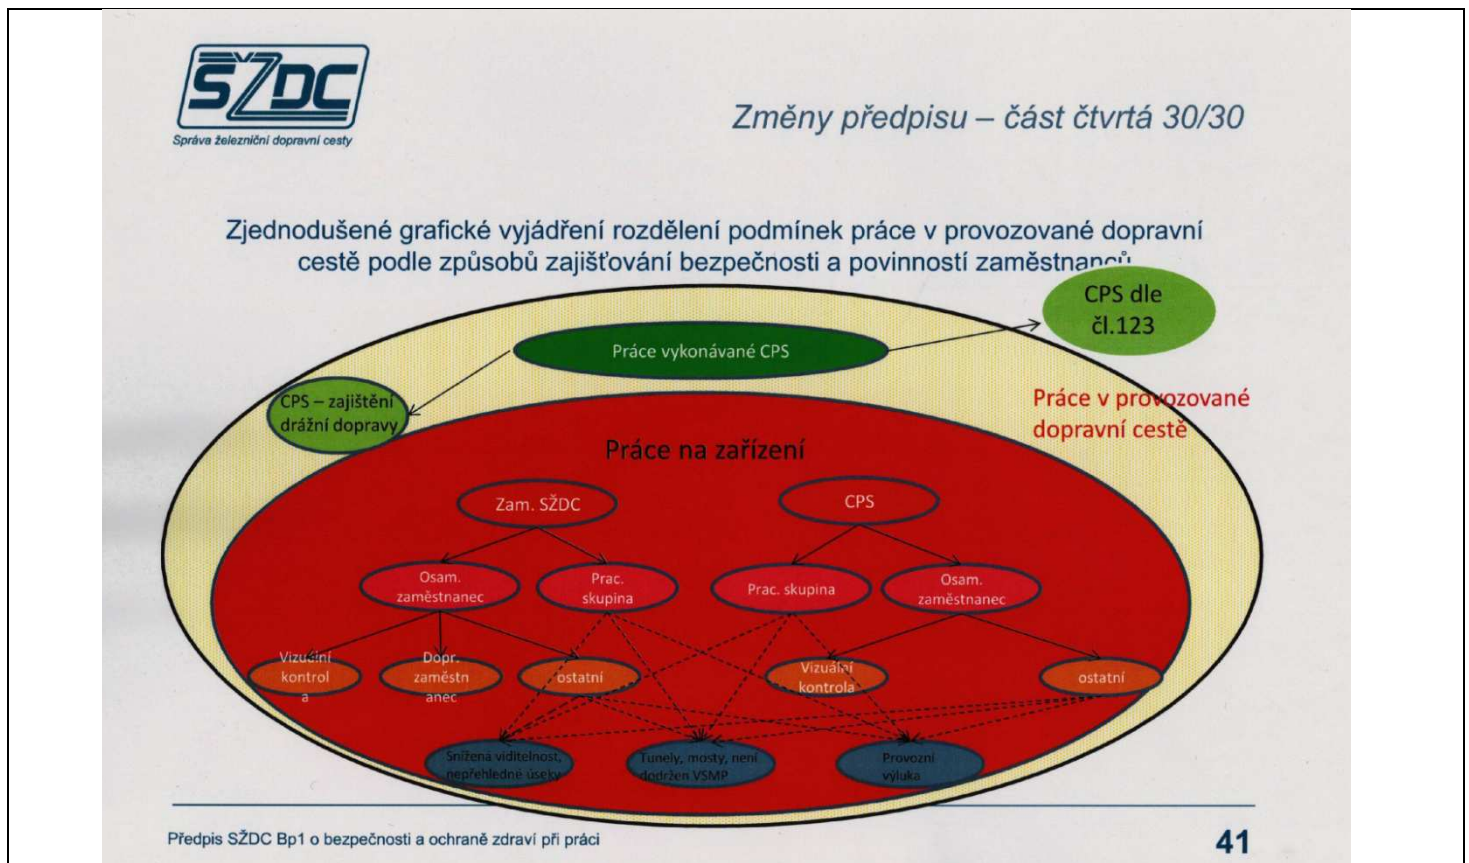 SŽDC
Správa železniční dopravní cesty
Změny předpisu – část čtvrtá 30/30
Zjednodušené grafické vyjádření rozdělení podmínek práce v provozované dopravní
cestě podle způsobů zajišťování bezpečnosti a povinností zaměstnanců
CPS dle
čl.123
Práce vykonávané CPS
CPS – zajištění
drážní dopravy
Práce v provozované
dopravní cestě
Práce na zařízení
Zam. SŽDC
CPS
Osam.
zaměstnanec
Prac.
skupina
Prac. skupina
Osam.
zaměstnanec
Vizuální
kontrol
a
Dopr.
zaměstn
anec
ostatní
Vizuální
kontrola
ostatní
Snížená viditelnost,
nepřehledné úseky
Tunely, mosty, není
dodržen VSMP
Provozní
výluka
Předpis SŽDC Bp1 o bezpečnosti a ochraně zdraví při práci
41